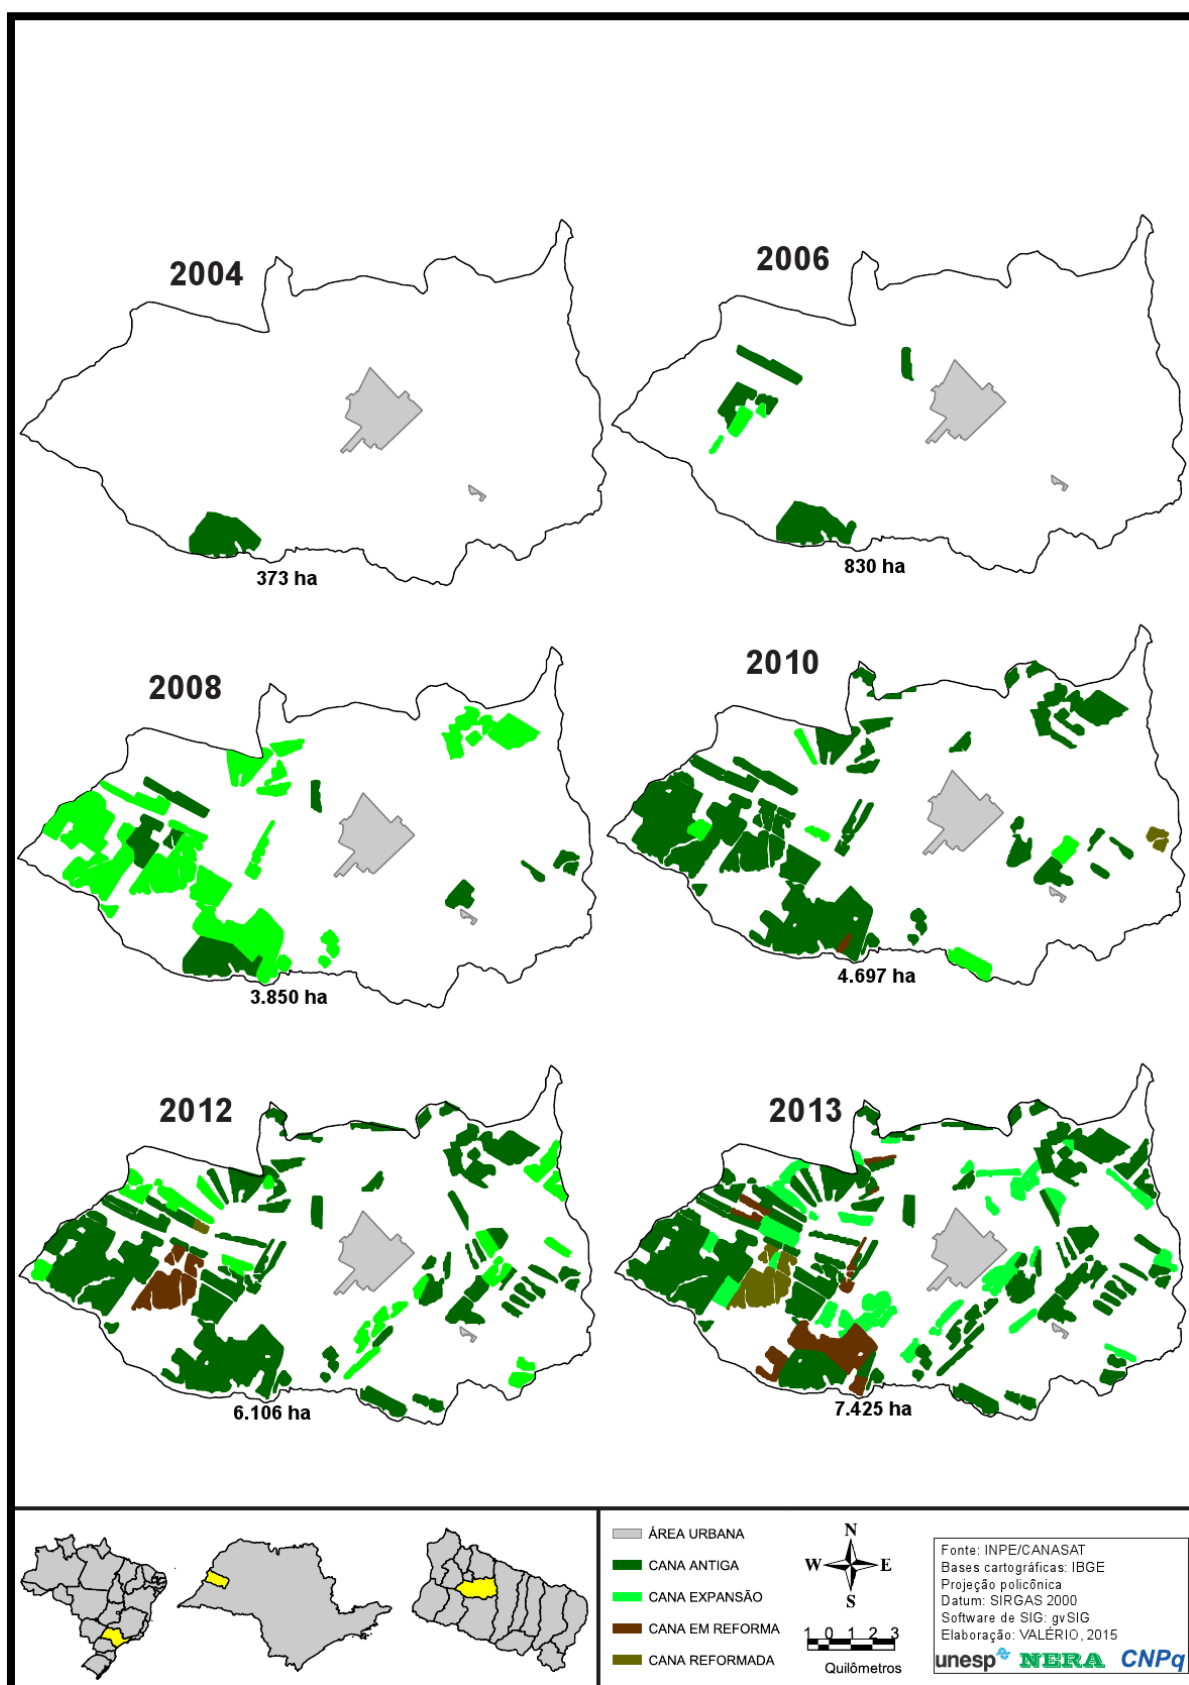 2004
2006
373 ha
830 ha
2008
2010
3.850 ha
4.697 ha
2012
2013
6.106 ha
7.425 ha
ÁREA URBANA
CANA ANTIGA
CANA EXPANSÃO
CANA EM REFORMA
CANA REFORMADA
N
W E
S
1 0 1 2 3
Quilômetros
Fonte: INPE/CANASAT
Bases cartográficas: IBGE
Projeção policônica
Datum: SIRGAS 2000
Software de SIG: gvSIG
Elaboração: VALÉRIO, 2015
unesp NERA CNPq